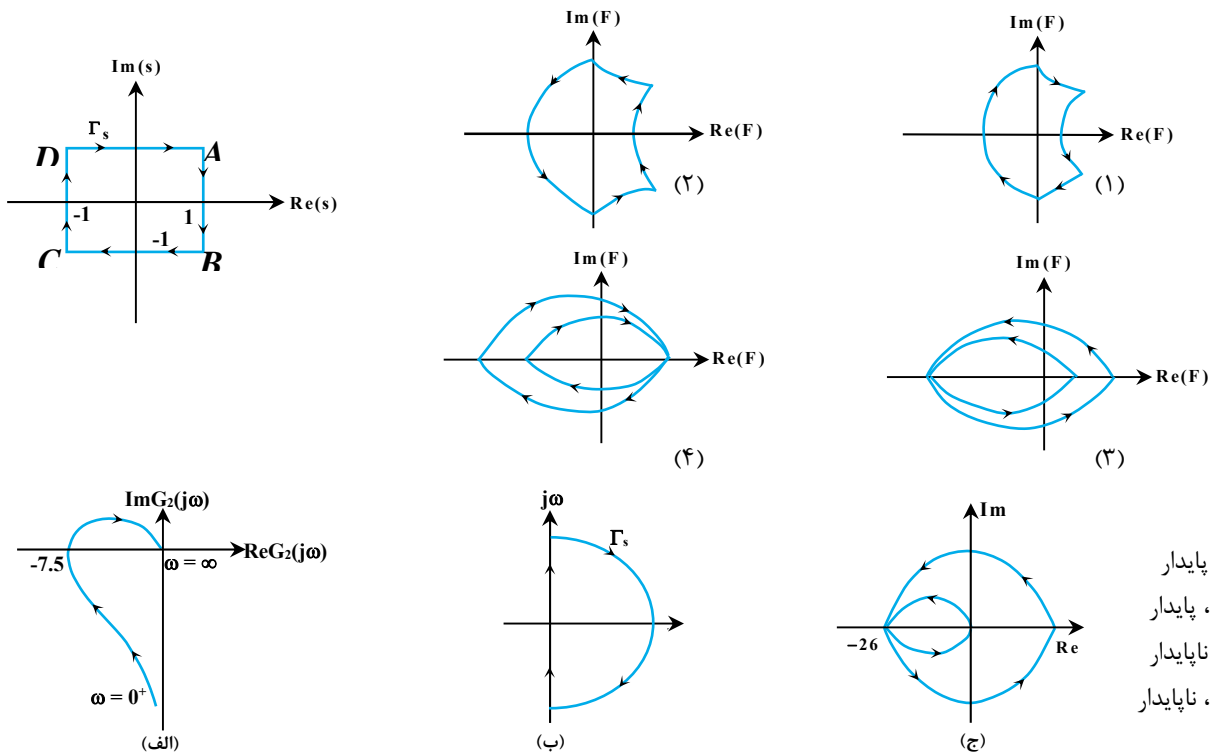 Im(s)
Γs
D
A
Re(s)
-1
1
-1
C
B
Im(F)
Re(F)
(۲)
Im(F)
Re(F)
(۱)
Im(F)
Re(F)
(۴)
Im(F)
Re(F)
(۳)
ImG₂(jω)
ReG₂(jω)
-7.5
ω = ∞
ω = 0⁺
(الف)
jω
Γs
(ب)
Im
−26
Re
(ج)
پایدار
، پایدار
ناپایدار
، ناپایدار